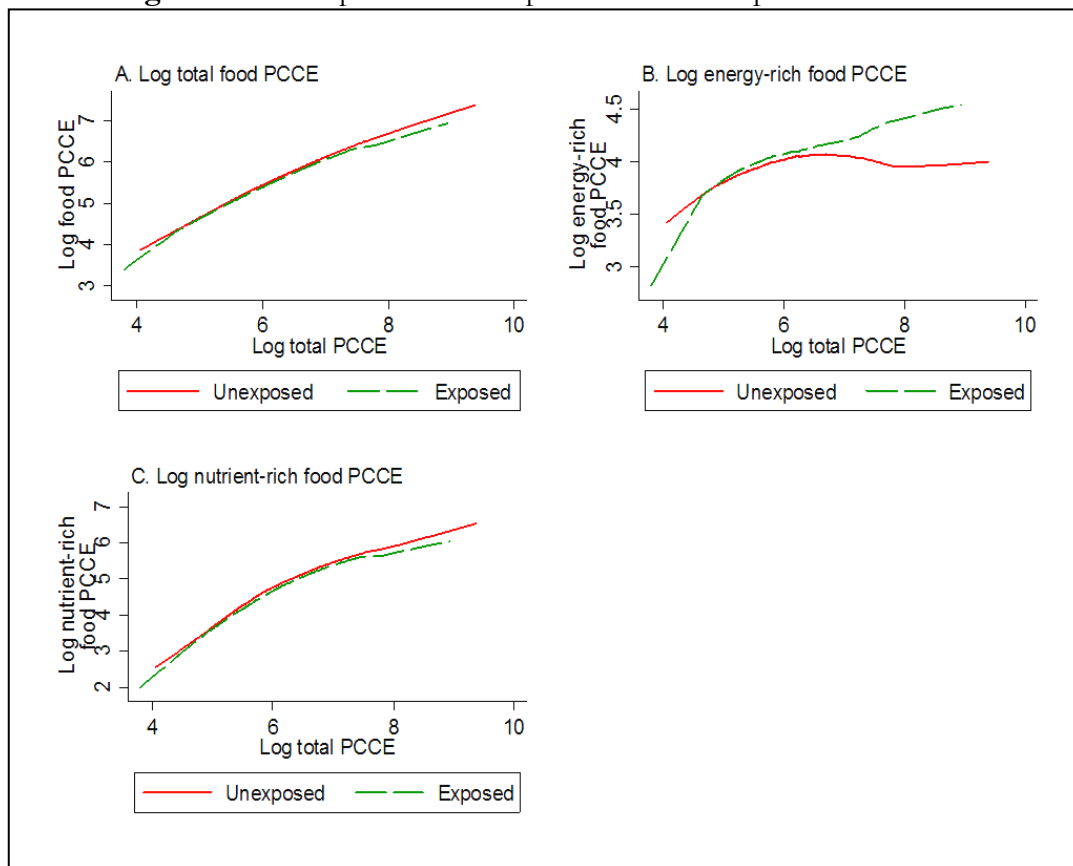 A. Log total food PCCE
Log food PCCE
7
6
5
4
3
4 6 8 10
Log total PCCE
Unexposed Exposed
B. Log energy-rich food PCCE
Log energy-rich
food PCCE
4.5
4
3.5
3
4 6 8 10
Log total PCCE
Unexposed Exposed
C. Log nutrient-rich food PCCE
Log nutrient-rich
food PCCE
7
6
5
4
3
2
4 6 8 10
Log total PCCE
Unexposed Exposed